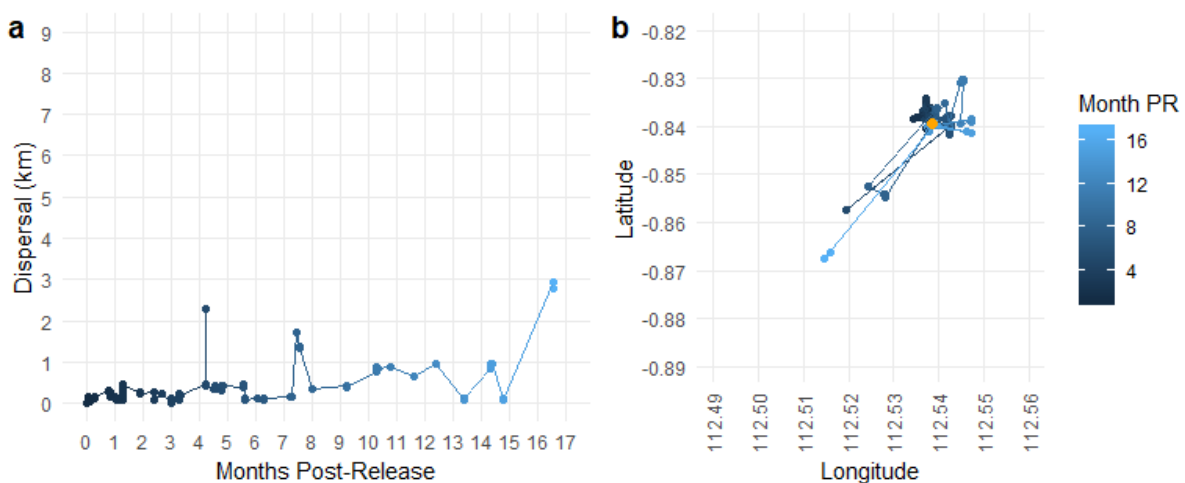 a
9
8
7
6
5
4
3
2
1
0
Dispersal (km)
0 1 2 3 4 5 6 7 8 9 10 11 12 13 14 15 16 17
Months Post-Release
b
-0.82
-0.83
-0.84
-0.85
-0.86
-0.87
-0.88
-0.89
Latitude
112.49 112.50 112.51 112.52 112.53 112.54 112.55 112.56
Longitude
Month PR
16
12
8
4